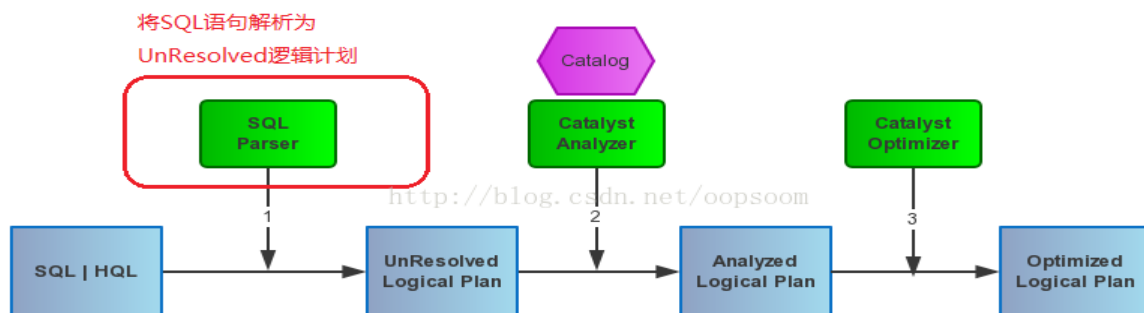 将SQL语句解析为
UnResolved逻辑计划
Catalog
SQL
Parser
Catalyst
Analyzer
Catalyst
Optimizer
http://blog.csdn.net/oopsoom
1
2
3
SQL | HQL
UnResolved
Logical Plan
Analyzed
Logical Plan
Optimized
Logical Plan